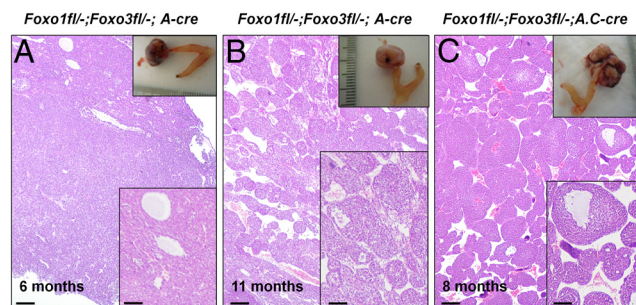 Foxo1fl/-;Foxo3fl/-; A-cre
Foxo1fl/-;Foxo3fl/-; A-cre
Foxo1fl/-;Foxo3fl/-;A.C-cre
A
B
C
6 months
11 months
8 months